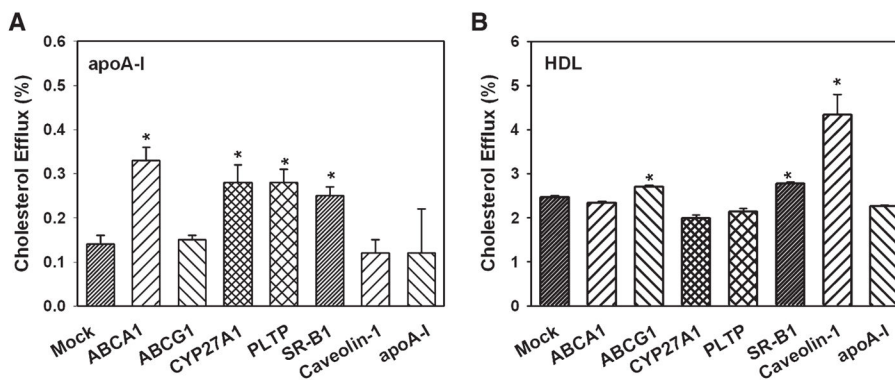 A
apoA-I
Cholesterol Efflux (%)
0.6
0.5
0.4
0.3
0.2
0.1
0.0
*
*
*
*
Mock
ABCA1
ABCG1
CYP27A1
PLTP
SR-B1
Caveolin-1
apoA-I
B
HDL
Cholesterol Efflux (%)
6
5
4
3
2
1
0
*
*
*
Mock
ABCA1
ABCG1
CYP27A1
PLTP
SR-B1
Caveolin-1
apoA-I